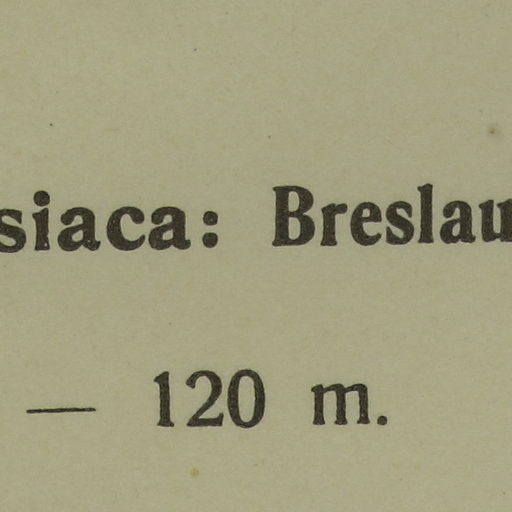 siaca: Breslau
— 120 m.